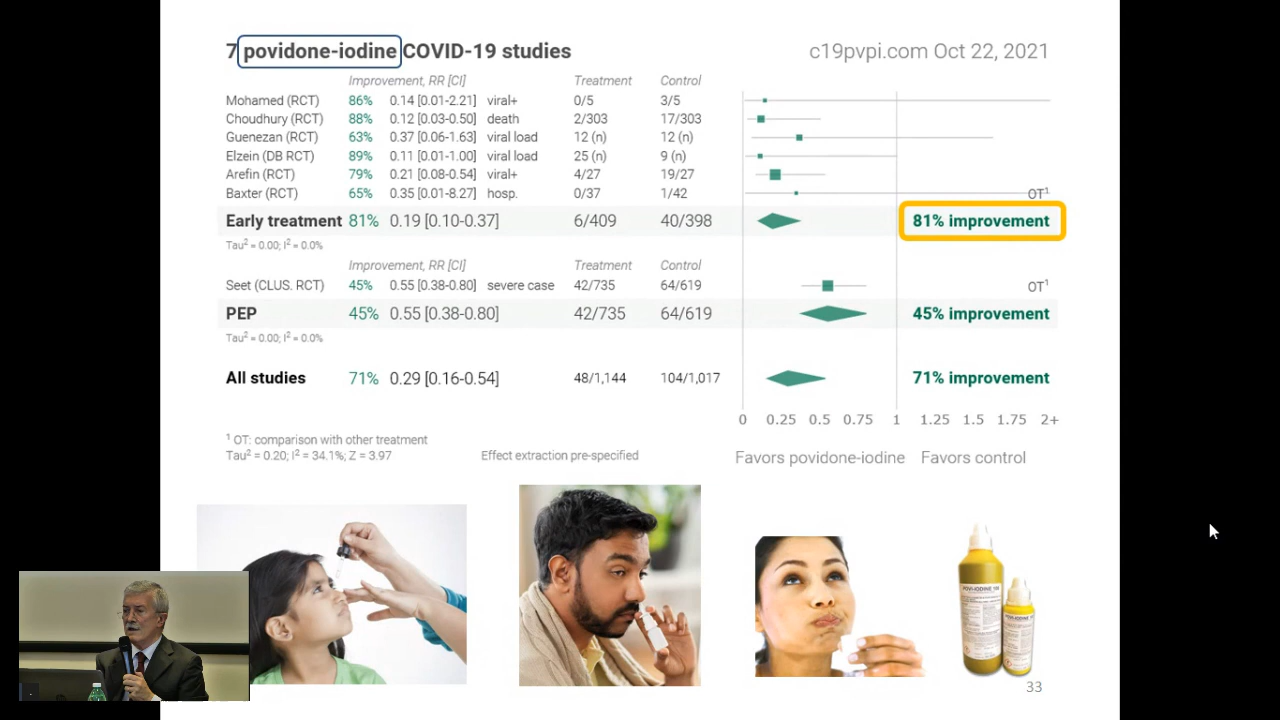 7 povidone-iodine COVID-19 studies c19pvpi.com Oct 22, 2021
Improvement, RR [CI] Treatment Control
Mohamed (RCT) 86% 0.14 [0.01-2.21] viral+ 0/5 3/5
Choudhury (RCT) 88% 0.12 [0.03-0.50] death 2/303 17/303
Guenezan (RCT) 63% 0.37 [0.06-1.63] viral load 12 (n) 12 (n)
Elzein (DB RCT) 89% 0.11 [0.01-1.00] viral load 25 (n) 9 (n)
Arefin (RCT) 79% 0.21 [0.08-0.54] viral+ 4/27 19/27
Baxter (RCT) 65% 0.35 [0.01-8.27] hosp. 0/37 1/42 OT1
Early treatment 81% 0.19 [0.10-0.37] 6/409 40/398 81% improvement
Tau2 = 0.00; I2 = 0.0%
Improvement, RR [CI] Treatment Control
Seet (CLUS. RCT) 45% 0.55 [0.38-0.80] severe case 42/735 64/619 OT1
PEP 45% 0.55 [0.38-0.80] 42/735 64/619 45% improvement
Tau2 = 0.00; I2 = 0.0%
All studies 71% 0.29 [0.16-0.54] 48/1,144 104/1,017 71% improvement
0 0.25 0.5 0.75 1 1.25 1.5 1.75 2+
1 OT: comparison with other treatment
Tau2 = 0.20; I2 = 34.1%; Z = 3.97 Effect extraction pre-specified Favors povidone-iodine Favors control
33